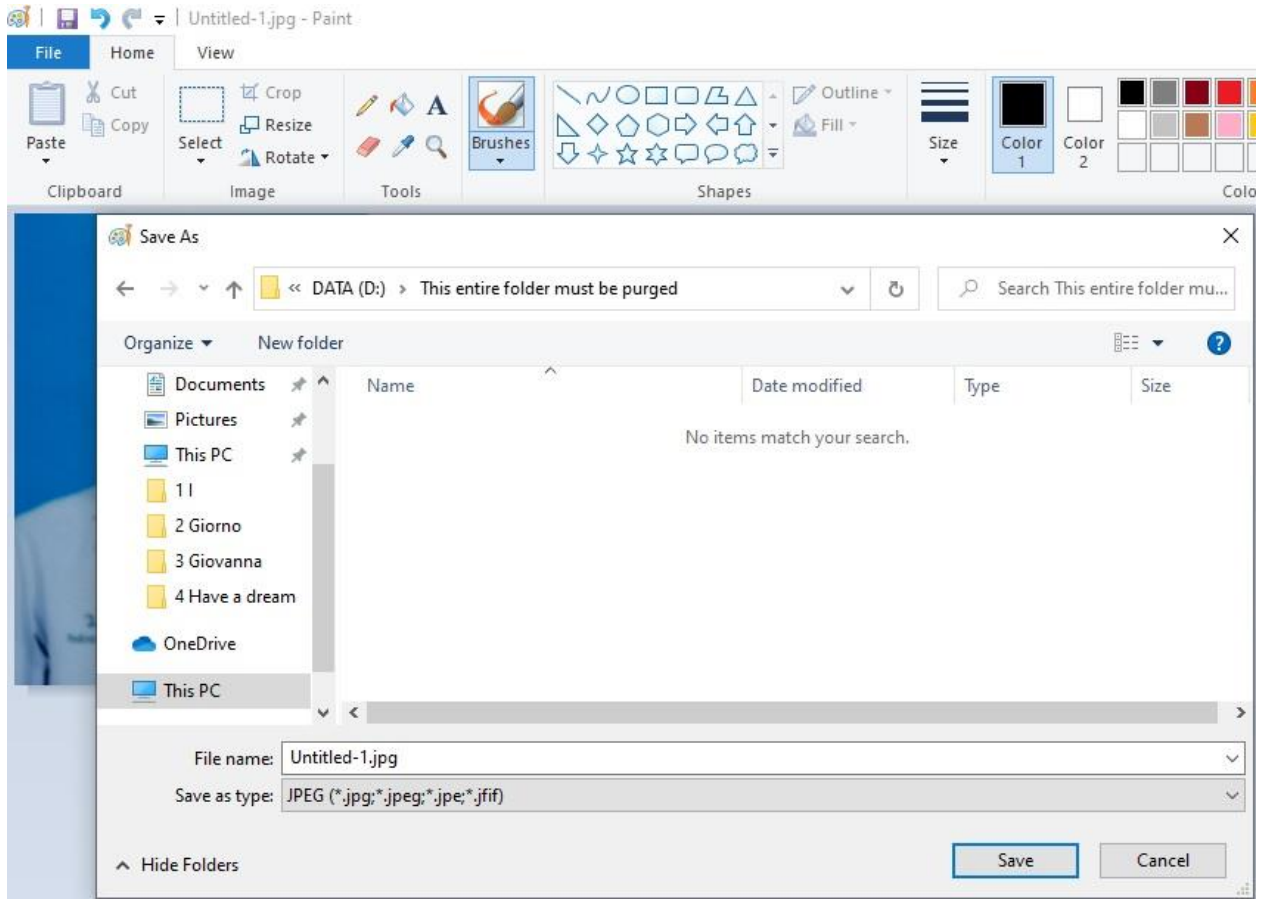 Untitled-1.jpg - Paint
File Home View
Paste
Cut
Copy
Clipboard
Select
Crop
Resize
Rotate
Image
A
Tools
Brushes
Outline
Fill
Shapes
Size
Color 1
Color 2
Colo
Save As
« DATA (D:) > This entire folder must be purged
Search This entire folder mu...
Organize New folder
Name Date modified Type Size
No items match your search.
Documents
Pictures
This PC
1 I
2 Giorno
3 Giovanna
4 Have a dream
OneDrive
This PC
File name: Untitled-1.jpg
Save as type: JPEG (*.jpg;*.jpeg;*.jpe;*.jfif)
Hide Folders Save Cancel